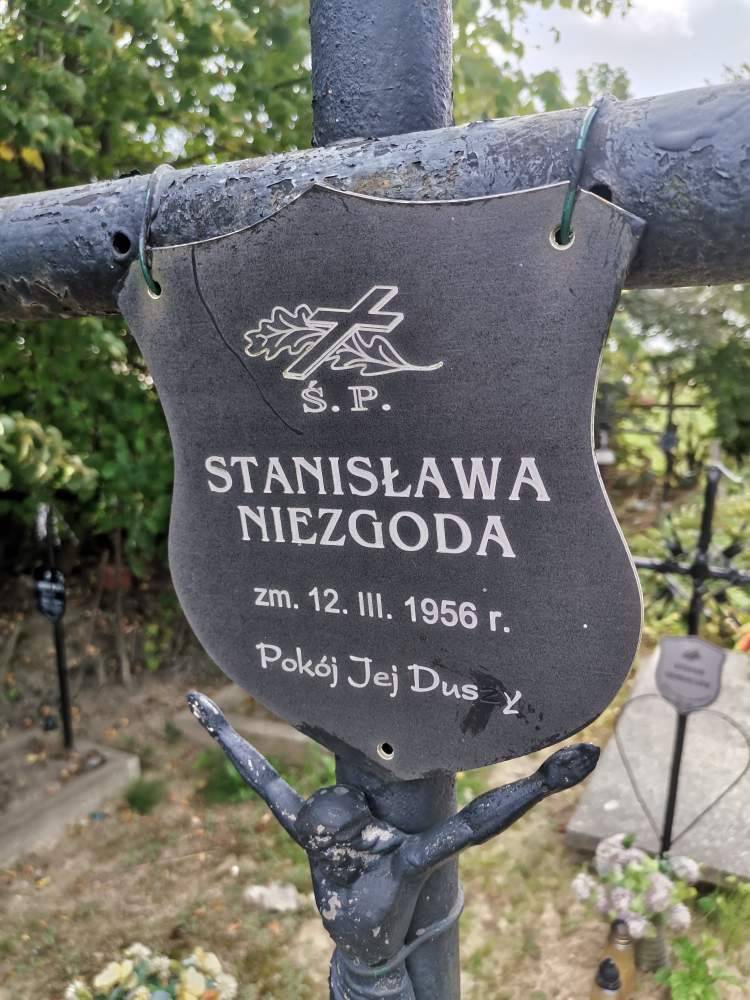 Ś. P.
STANISŁAWA
NIEZGODA
zm. 12. III. 1956 r.
Pokój Jej Duszy